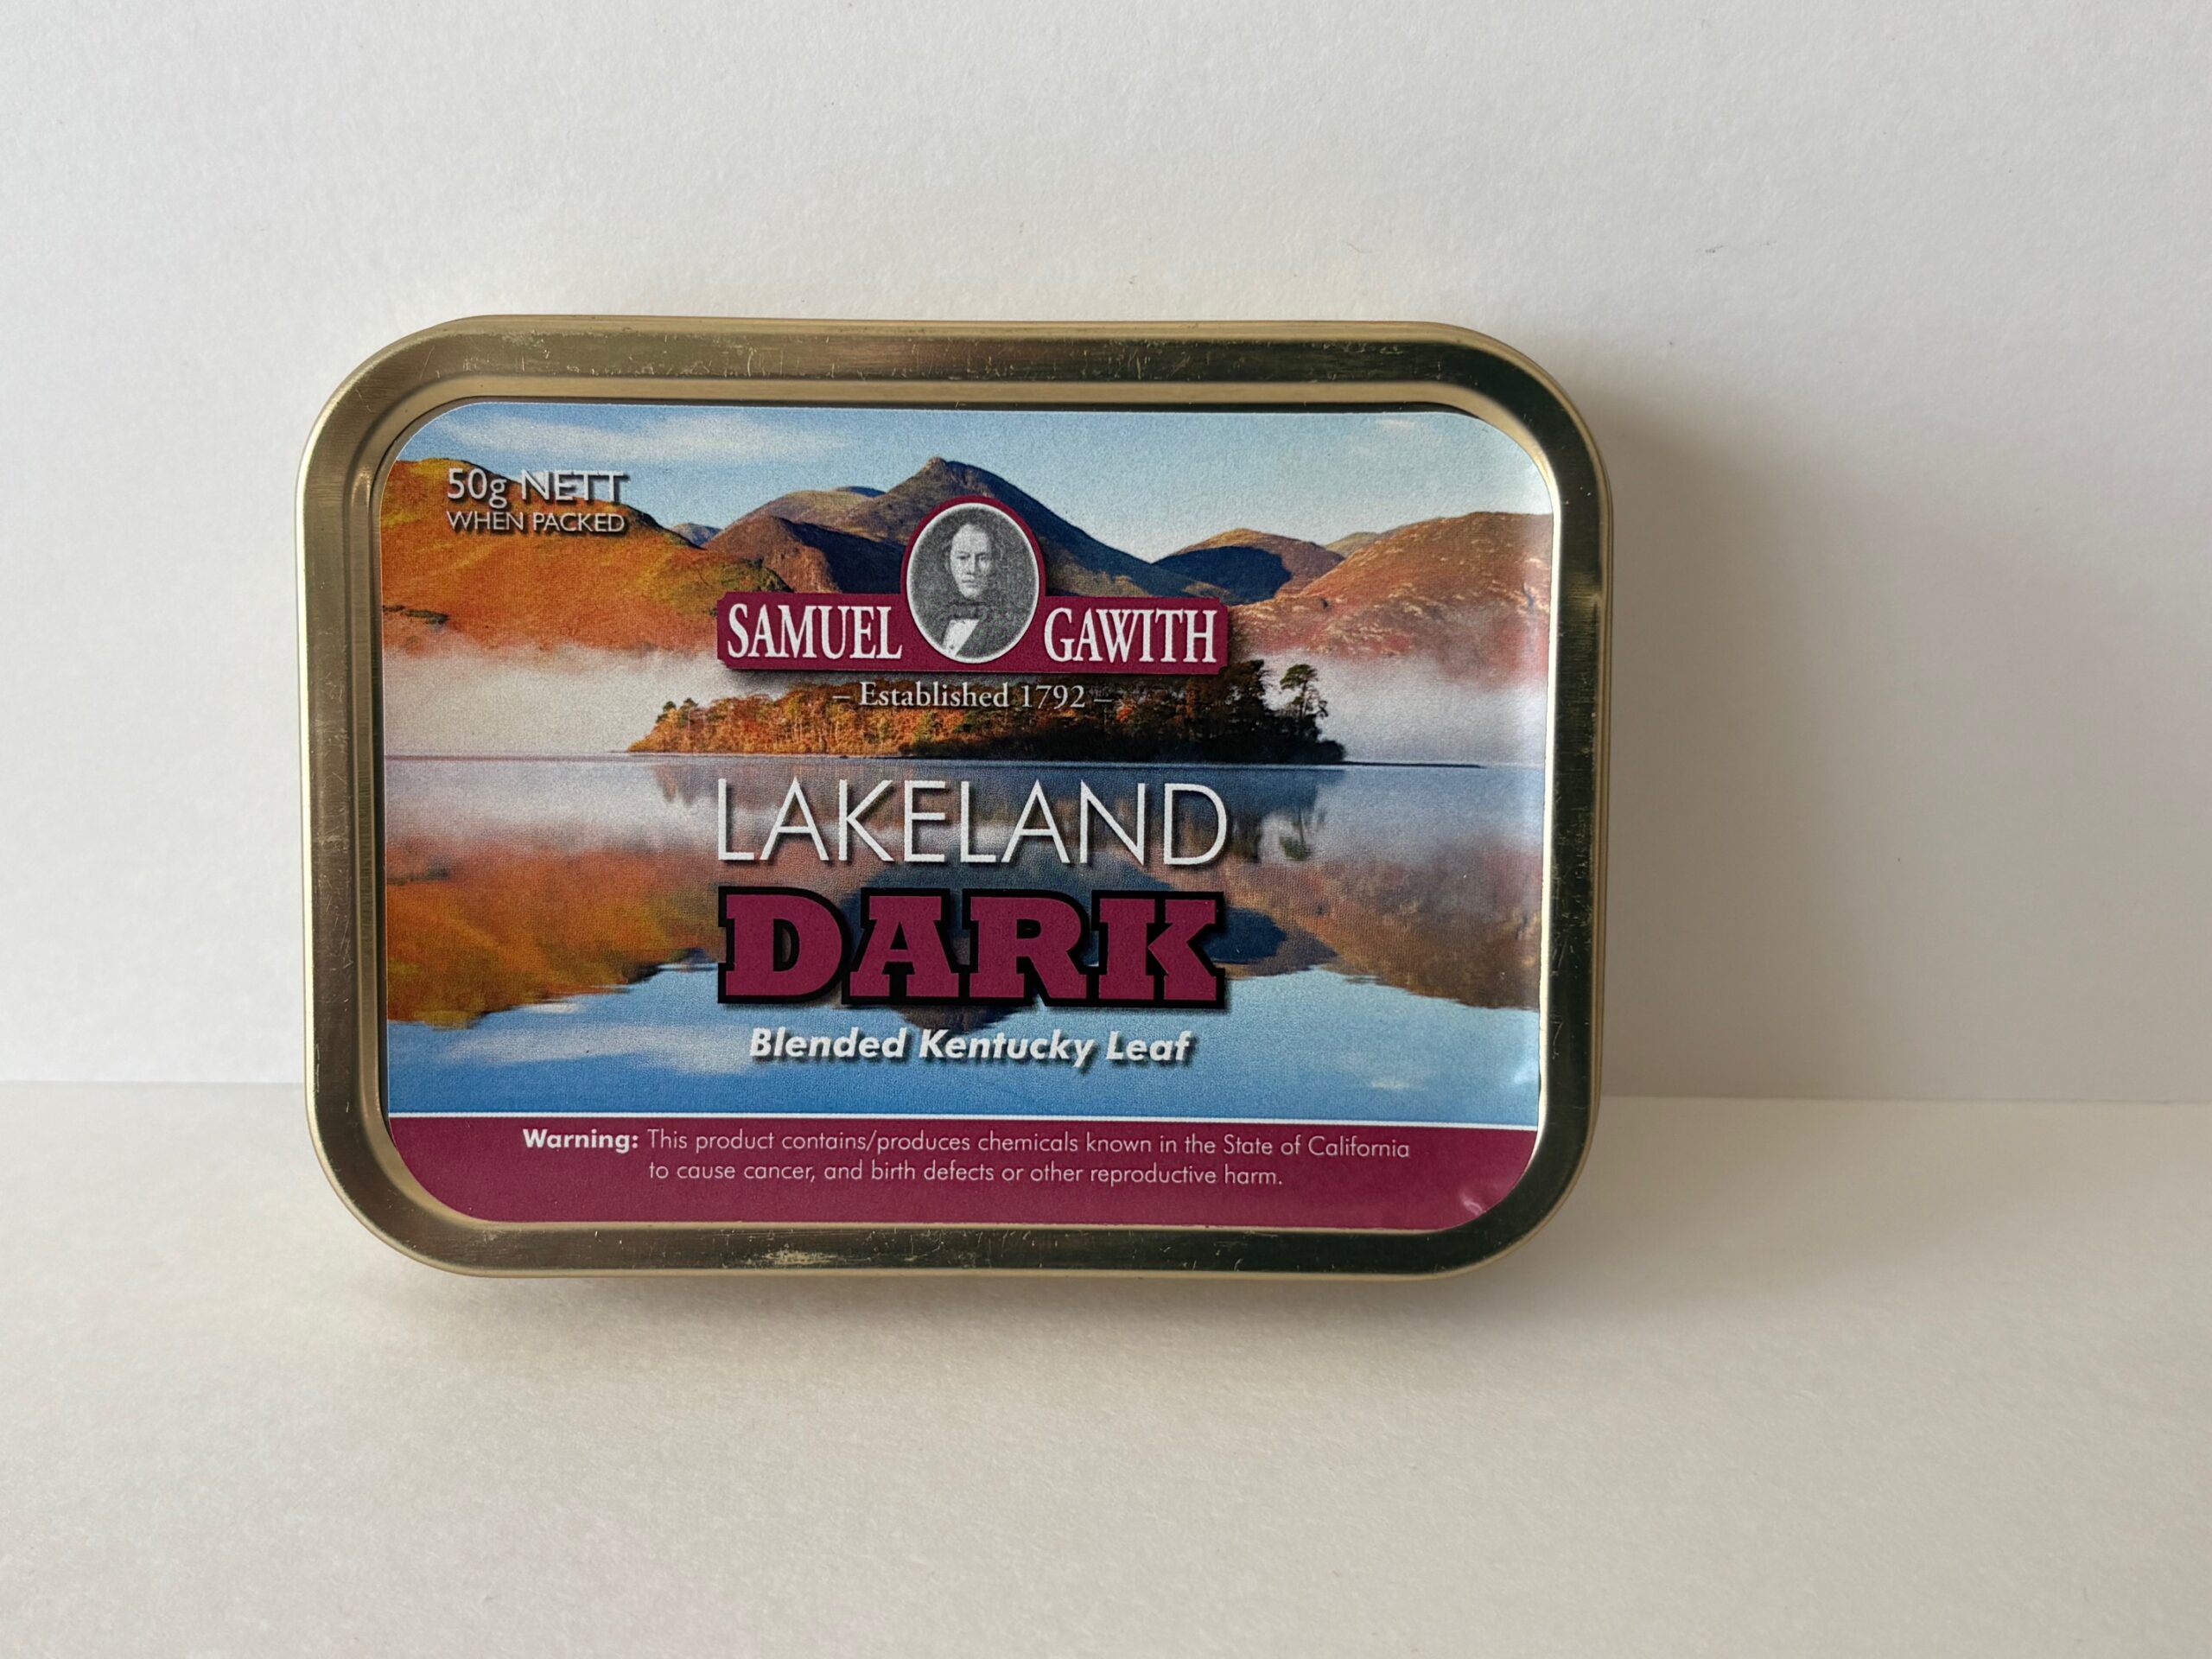 50g NETT
WHEN PACKED
SAMUEL GAWITH
– Established 1792 –
LAKELAND
DARK
Blended Kentucky Leaf
Warning: This product contains/produces chemicals known in the State of California
to cause cancer, and birth defects or other reproductive harm.